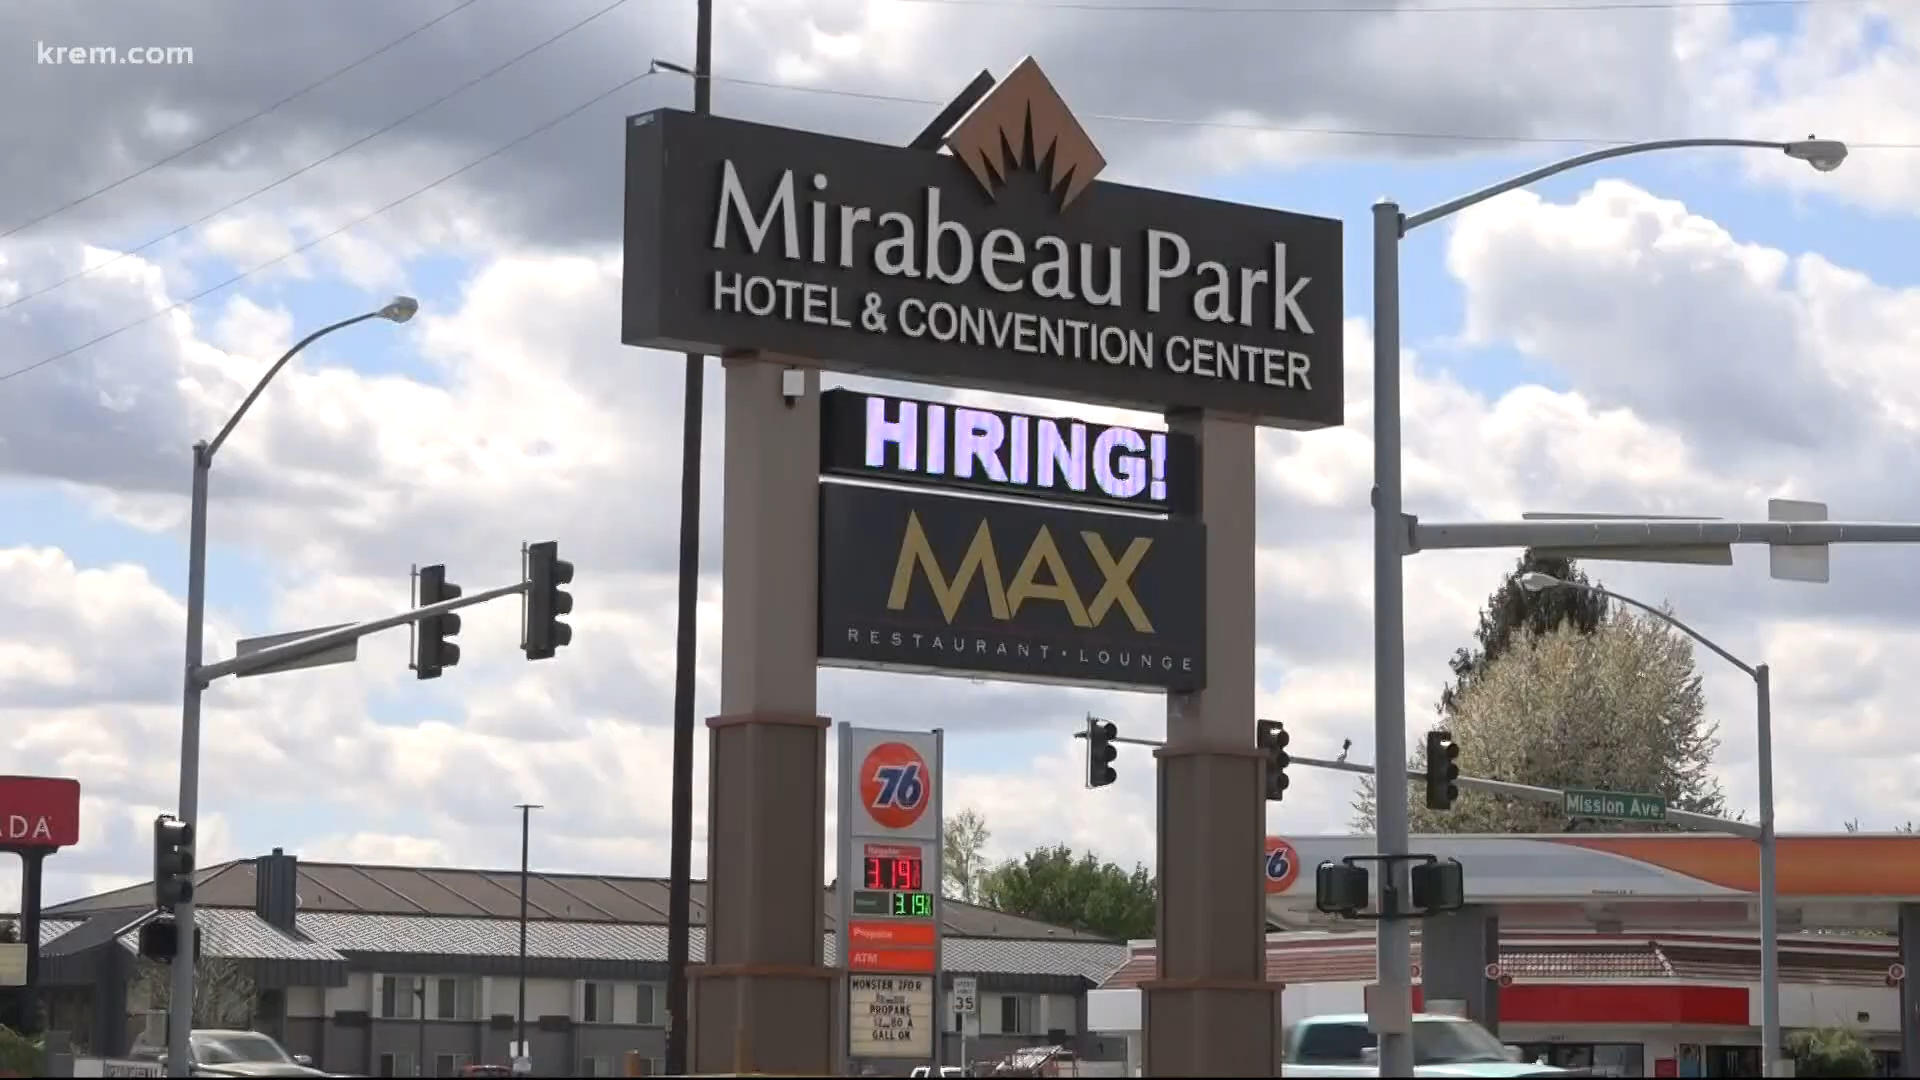 krem.com
Mirabeau Park
HOTEL & CONVENTION CENTER
HIRING!
MAX
RESTAURANT • LOUNGE
76
Regular
3.19
3.19
Propane
ATM
MONSTER 2FOR
PROPANE
GALLON
35
Mission Ave.
76
ADA